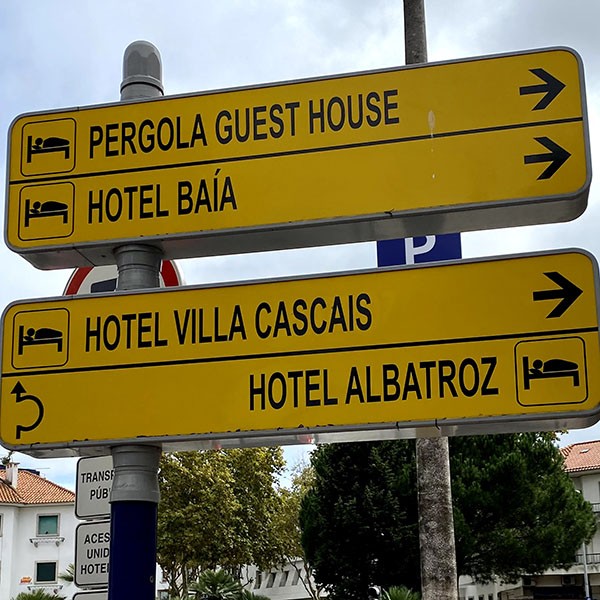 PERGOLA GUEST HOUSE
HOTEL BAÍA
P
HOTEL VILLA CASCAIS
HOTEL ALBATROZ